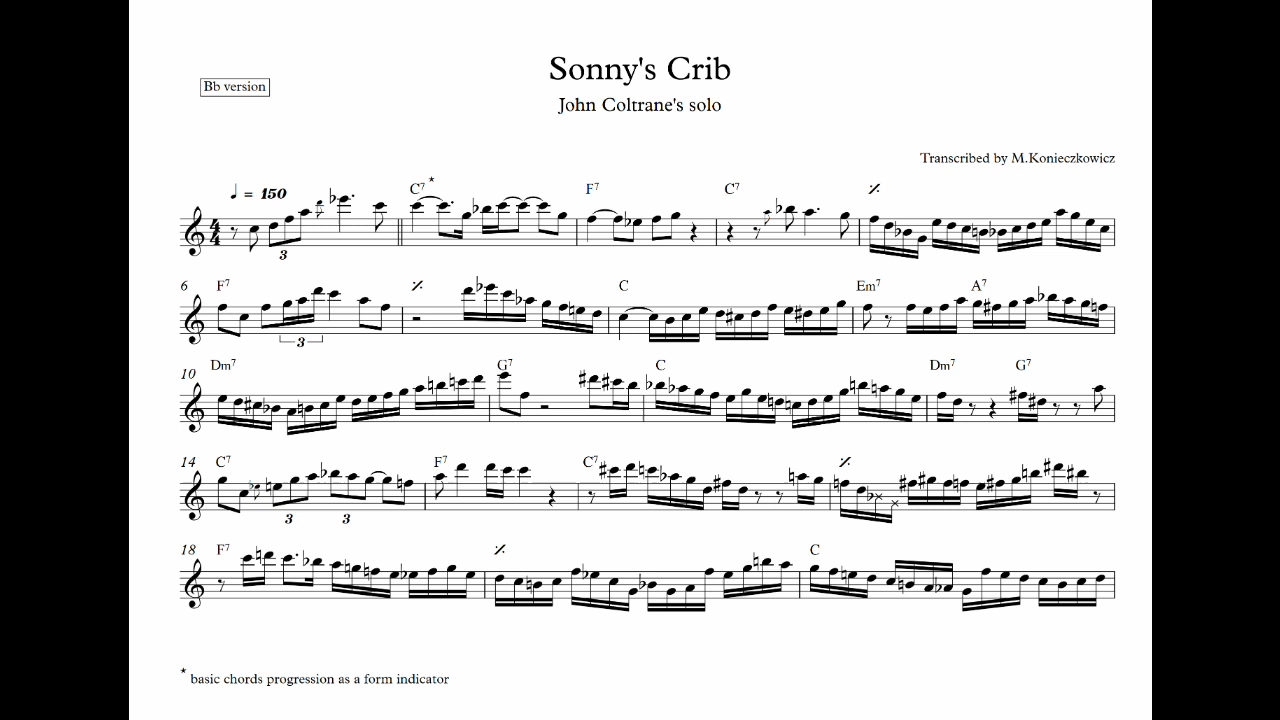 Sonny's Crib
Bb version
John Coltrane's solo
Transcribed by M.Konieczkowicz
♩ = 150
C7 * F7 C7
3
6 F7 C Em7 A7
3
10 Dm7 G7 C Dm7 G7
14 C7 F7 C7
3 3
18 F7 C
* basic chords progression as a form indicator